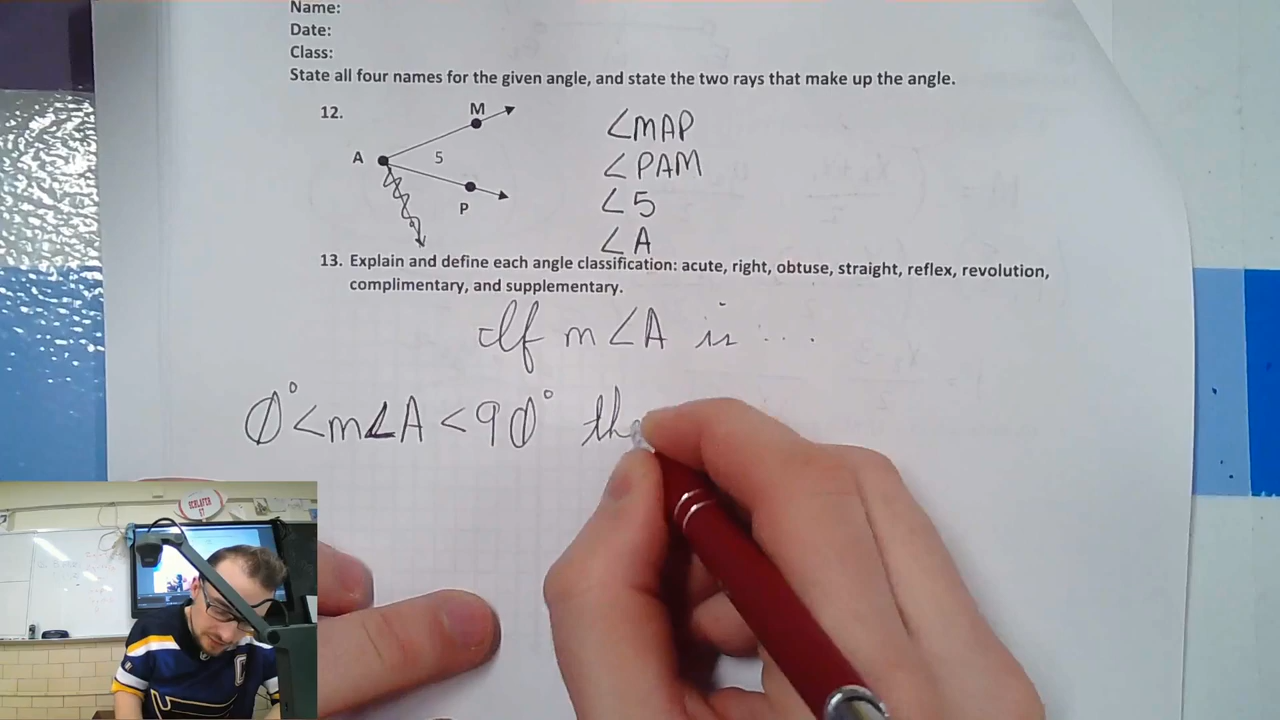 Name:
Date:
Class:
State all four names for the given angle, and state the two rays that make up the angle.
12.
M
A
5
P
∠MAP
∠PAM
∠5
∠A
13. Explain and define each angle classification: acute, right, obtuse, straight, reflex, revolution,
complimentary, and supplementary.
If m∠A is ...
0°<m∠A<90° the